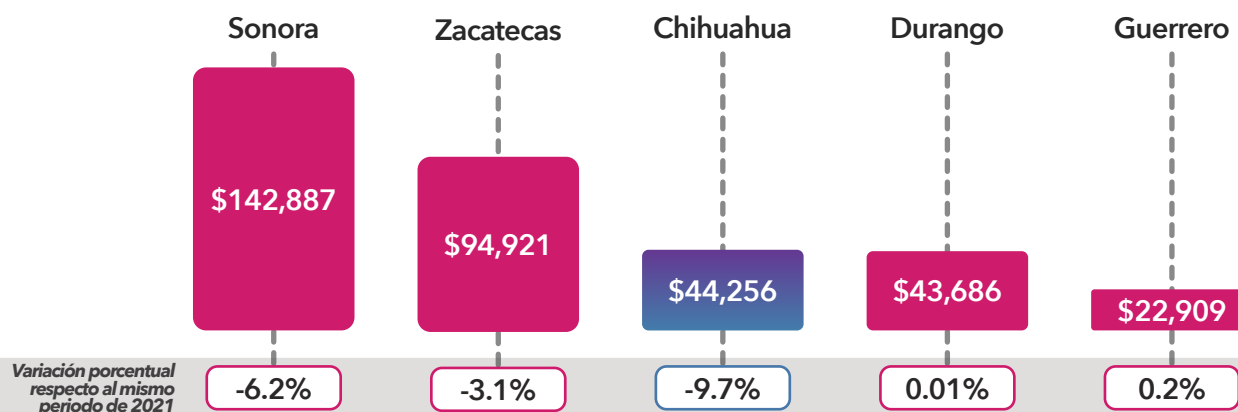 Sonora
Zacatecas
Chihuahua
Durango
Guerrero
$142,887
$94,921
$44,256
$43,686
$22,909
Variación porcentual
respecto al mismo
periodo de 2021
-6.2%
-3.1%
-9.7%
0.01%
0.2%